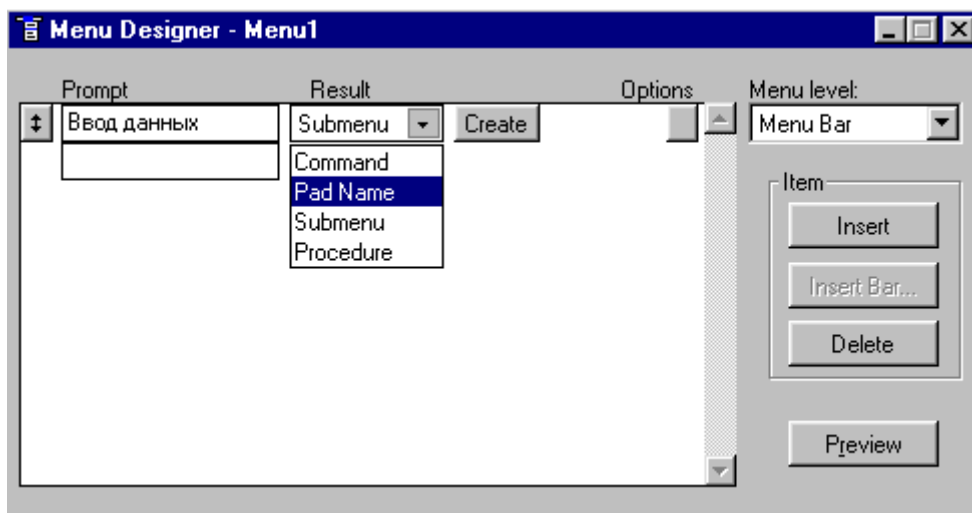 Menu Designer - Menu1
Prompt Result Options Menu level:
Ввод данных Submenu Create Menu Bar
Command
Pad Name
Submenu
Procedure
Item
Insert
Insert Bar...
Delete
Preview